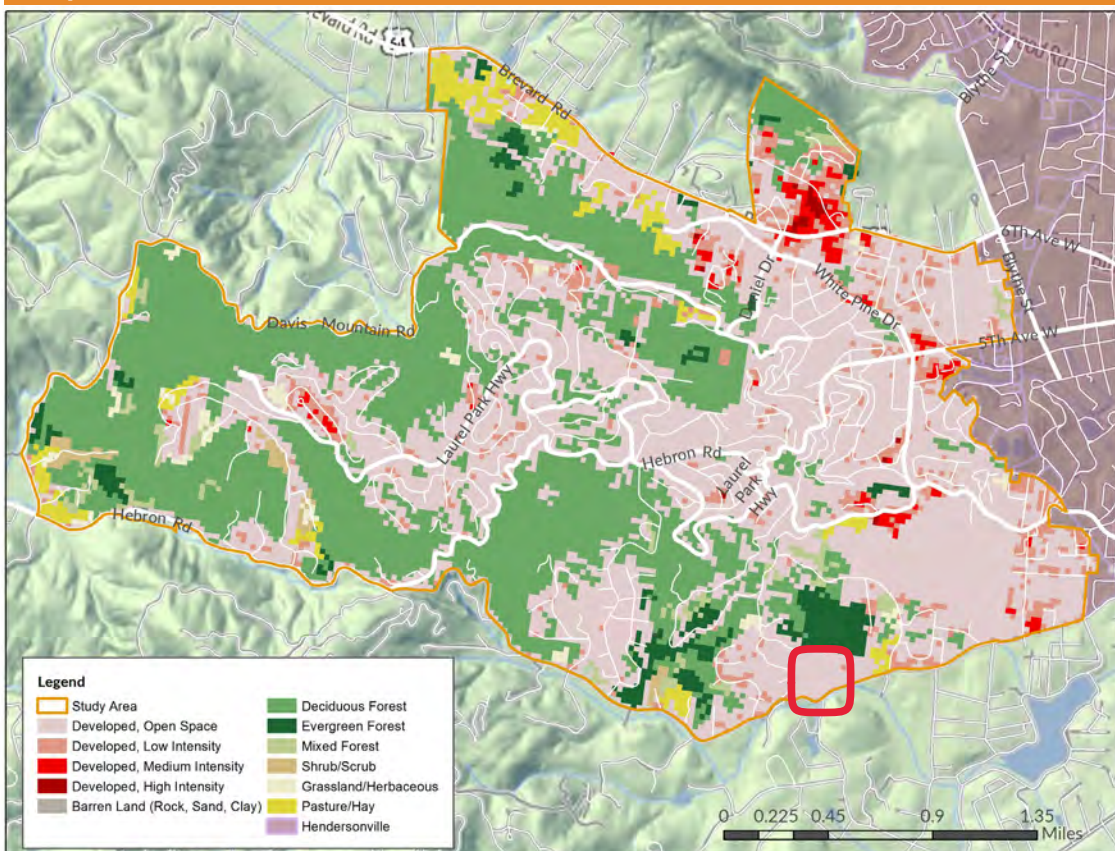 Brevard Rd
Blythe St
6Th Ave W
Blythe St
Daniel Dr
White Pine Dr
5Th Ave W
Davis Mountain Rd
Laurel Park Hwy
Hebron Rd
Laurel
Park
Hwy
Hebron Rd
Legend
Study Area
Developed, Open Space
Developed, Low Intensity
Developed, Medium Intensity
Developed, High Intensity
Barren Land (Rock, Sand, Clay)
Deciduous Forest
Evergreen Forest
Mixed Forest
Shrub/Scrub
Grassland/Herbaceous
Pasture/Hay
Hendersonville
0 0.225 0.45 0.9 1.35
Miles